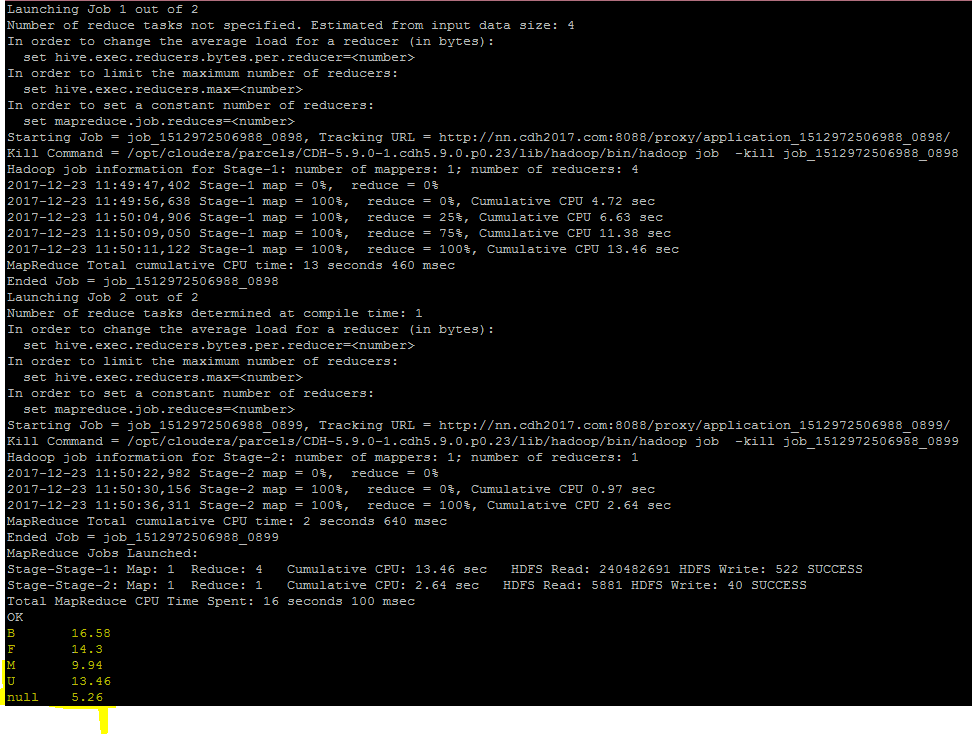 Launching Job 1 out of 2
Number of reduce tasks not specified. Estimated from input data size: 4
In order to change the average load for a reducer (in bytes):
  set hive.exec.reducers.bytes.per.reducer=<number>
In order to limit the maximum number of reducers:
  set hive.exec.reducers.max=<number>
In order to set a constant number of reducers:
  set mapreduce.job.reduces=<number>
Starting Job = job_1512972506988_0898, Tracking URL = http://nn.cdh2017.com:8088/proxy/application_1512972506988_0898/
Kill Command = /opt/cloudera/parcels/CDH-5.9.0-1.cdh5.9.0.p0.23/lib/hadoop/bin/hadoop job  -kill job_1512972506988_0898
Hadoop job information for Stage-1: number of mappers: 1; number of reducers: 4
2017-12-23 11:49:47,402 Stage-1 map = 0%,  reduce = 0%
2017-12-23 11:49:56,638 Stage-1 map = 100%,  reduce = 0%, Cumulative CPU 4.72 sec
2017-12-23 11:50:04,906 Stage-1 map = 100%,  reduce = 25%, Cumulative CPU 6.63 sec
2017-12-23 11:50:09,050 Stage-1 map = 100%,  reduce = 75%, Cumulative CPU 11.38 sec
2017-12-23 11:50:11,122 Stage-1 map = 100%,  reduce = 100%, Cumulative CPU 13.46 sec
MapReduce Total cumulative CPU time: 13 seconds 460 msec
Ended Job = job_1512972506988_0898
Launching Job 2 out of 2
Number of reduce tasks determined at compile time: 1
In order to change the average load for a reducer (in bytes):
  set hive.exec.reducers.bytes.per.reducer=<number>
In order to limit the maximum number of reducers:
  set hive.exec.reducers.max=<number>
In order to set a constant number of reducers:
  set mapreduce.job.reduces=<number>
Starting Job = job_1512972506988_0899, Tracking URL = http://nn.cdh2017.com:8088/proxy/application_1512972506988_0899/
Kill Command = /opt/cloudera/parcels/CDH-5.9.0-1.cdh5.9.0.p0.23/lib/hadoop/bin/hadoop job  -kill job_1512972506988_0899
Hadoop job information for Stage-2: number of mappers: 1; number of reducers: 1
2017-12-23 11:50:22,982 Stage-2 map = 0%,  reduce = 0%
2017-12-23 11:50:30,156 Stage-2 map = 100%,  reduce = 0%, Cumulative CPU 0.97 sec
2017-12-23 11:50:36,311 Stage-2 map = 100%,  reduce = 100%, Cumulative CPU 2.64 sec
MapReduce Total cumulative CPU time: 2 seconds 640 msec
Ended Job = job_1512972506988_0899
MapReduce Jobs Launched:
Stage-Stage-1: Map: 1  Reduce: 4   Cumulative CPU: 13.46 sec   HDFS Read: 240482691 HDFS Write: 522 SUCCESS
Stage-Stage-2: Map: 1  Reduce: 1   Cumulative CPU: 2.64 sec   HDFS Read: 5881 HDFS Write: 40 SUCCESS
Total MapReduce CPU Time Spent: 16 seconds 100 msec
OK
B       16.58
F       14.3
M       9.94
U       13.46
null    5.26